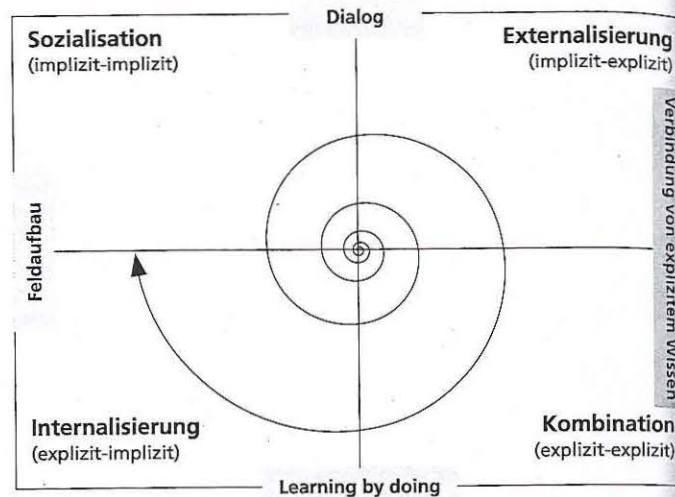 Dialog
Sozialisation
(implizit-implizit)
Externalisierung
(implizit-explizit)
Feldaufbau
Verbindung von explizitem Wissen
Internalisierung
(explizit-implizit)
Kombination
(explizit-explizit)
Learning by doing